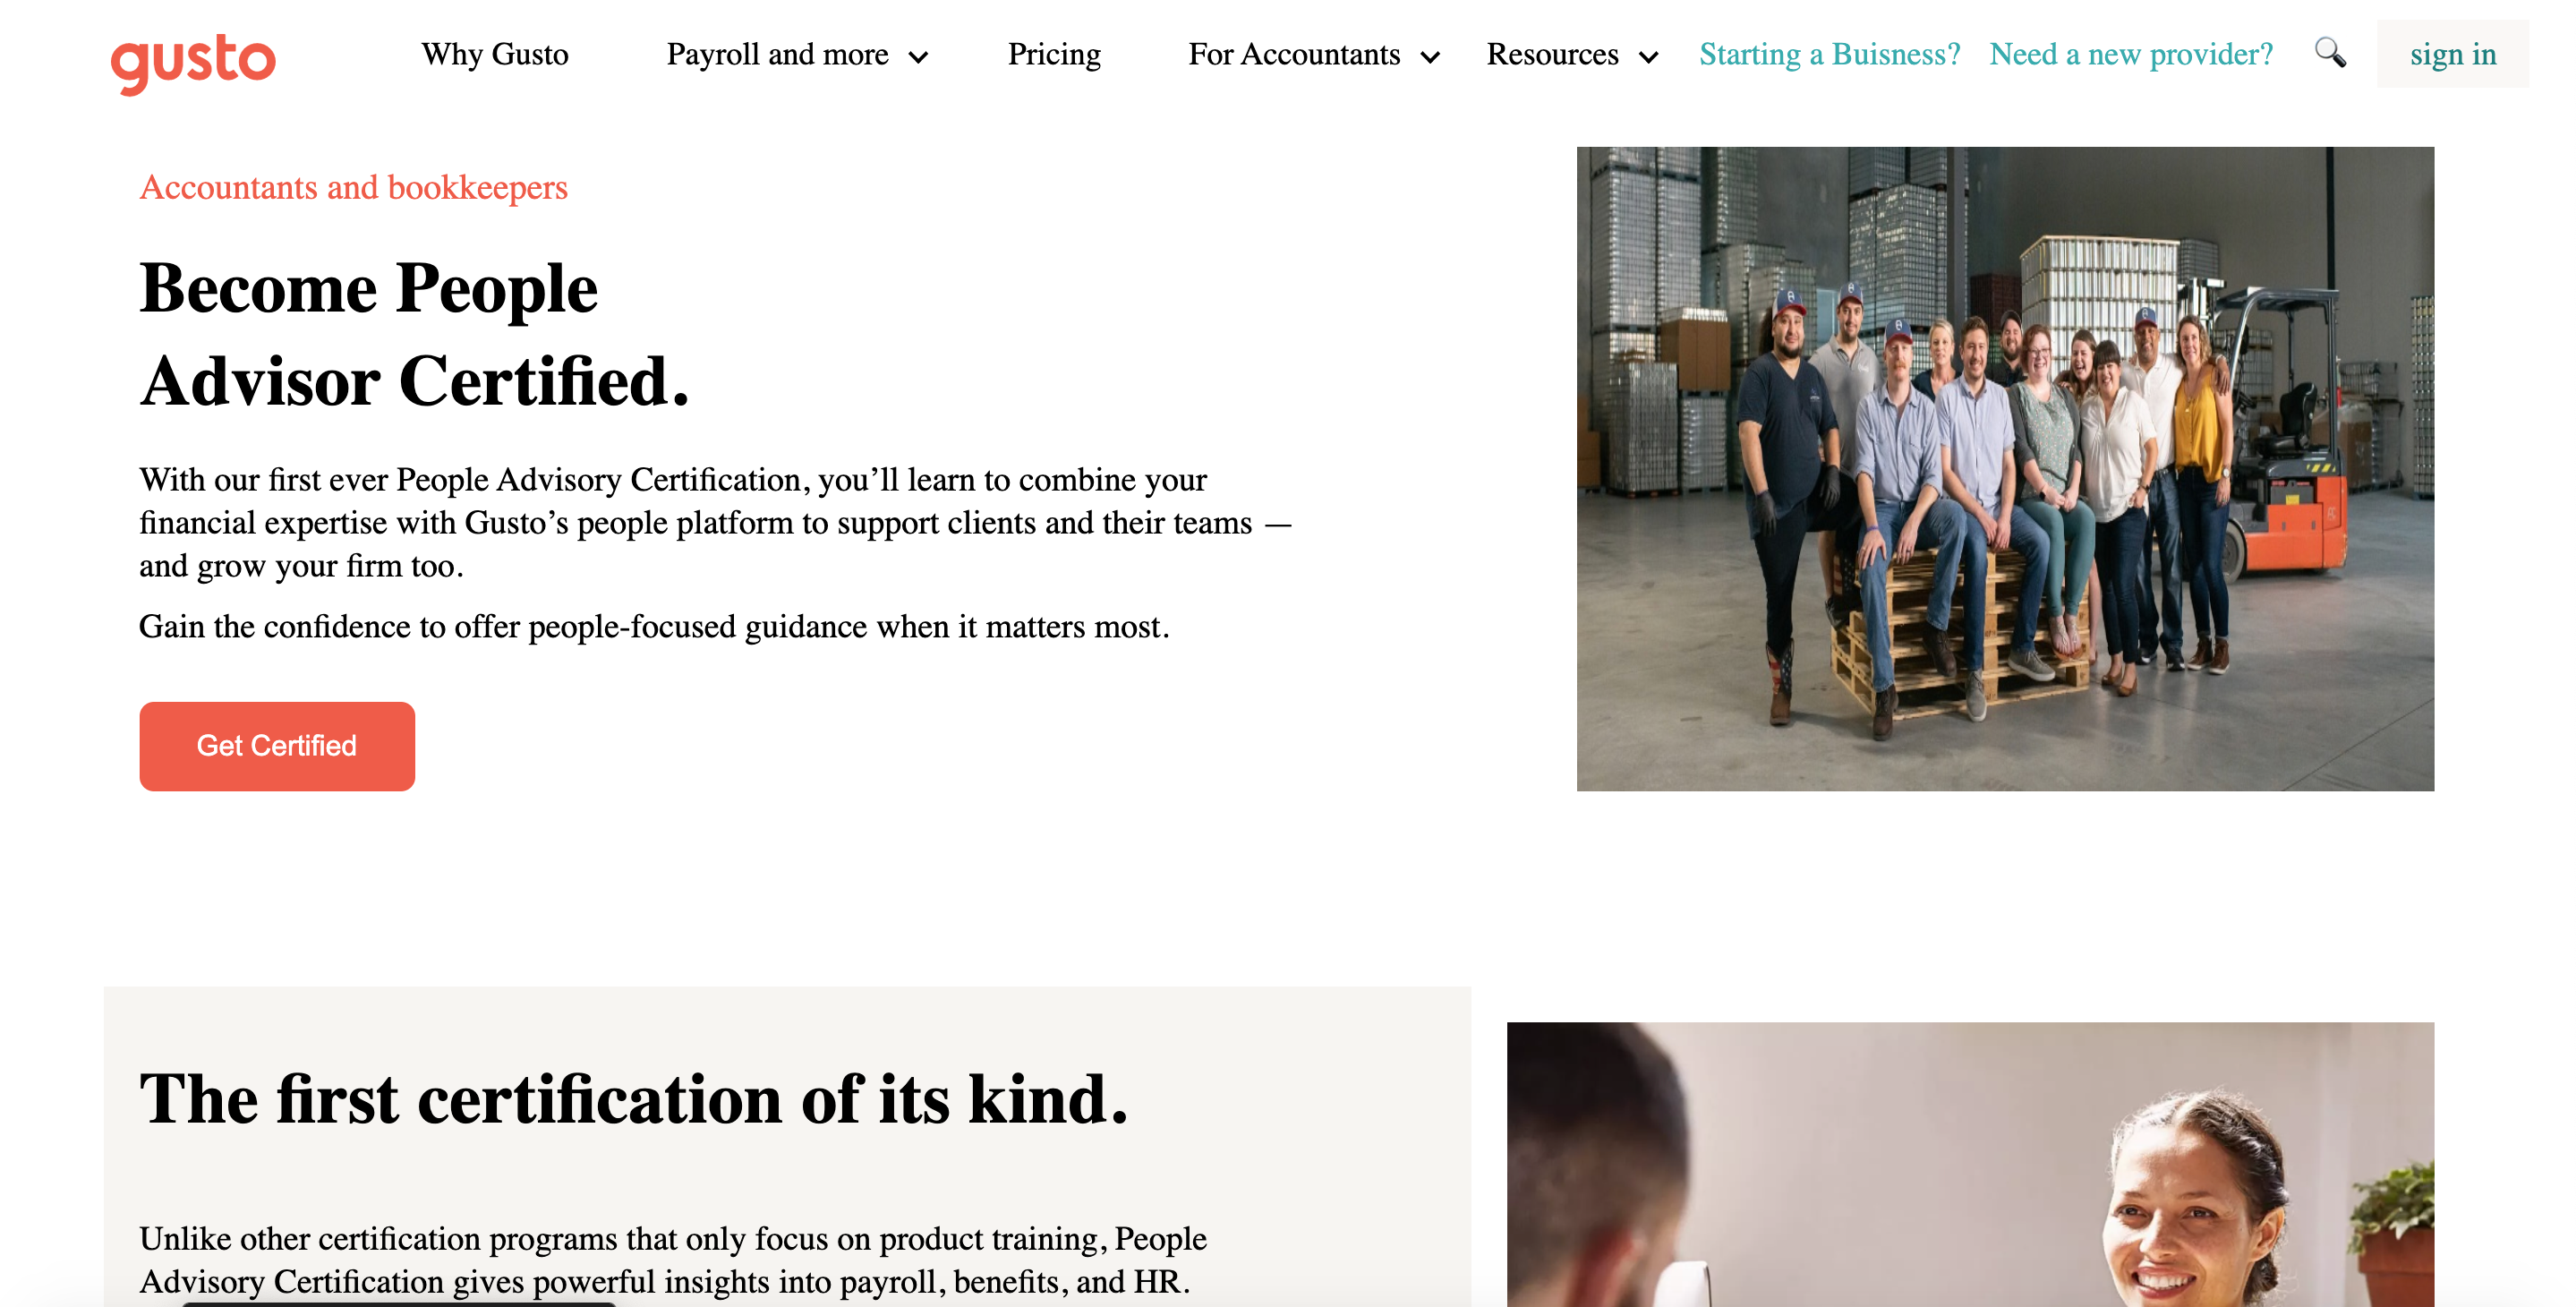 gusto
Why Gusto
Payroll and more
Pricing
For Accountants
Resources
Starting a Buisness?
Need a new provider?
sign in
Accountants and bookkeepers
Become People
Advisor Certified.
With our first ever People Advisory Certification, you’ll learn to combine your
financial expertise with Gusto’s people platform to support clients and their teams —
and grow your firm too.
Gain the confidence to offer people-focused guidance when it matters most.
Get Certified
The first certification of its kind.
Unlike other certification programs that only focus on product training, People
Advisory Certification gives powerful insights into payroll, benefits, and HR.